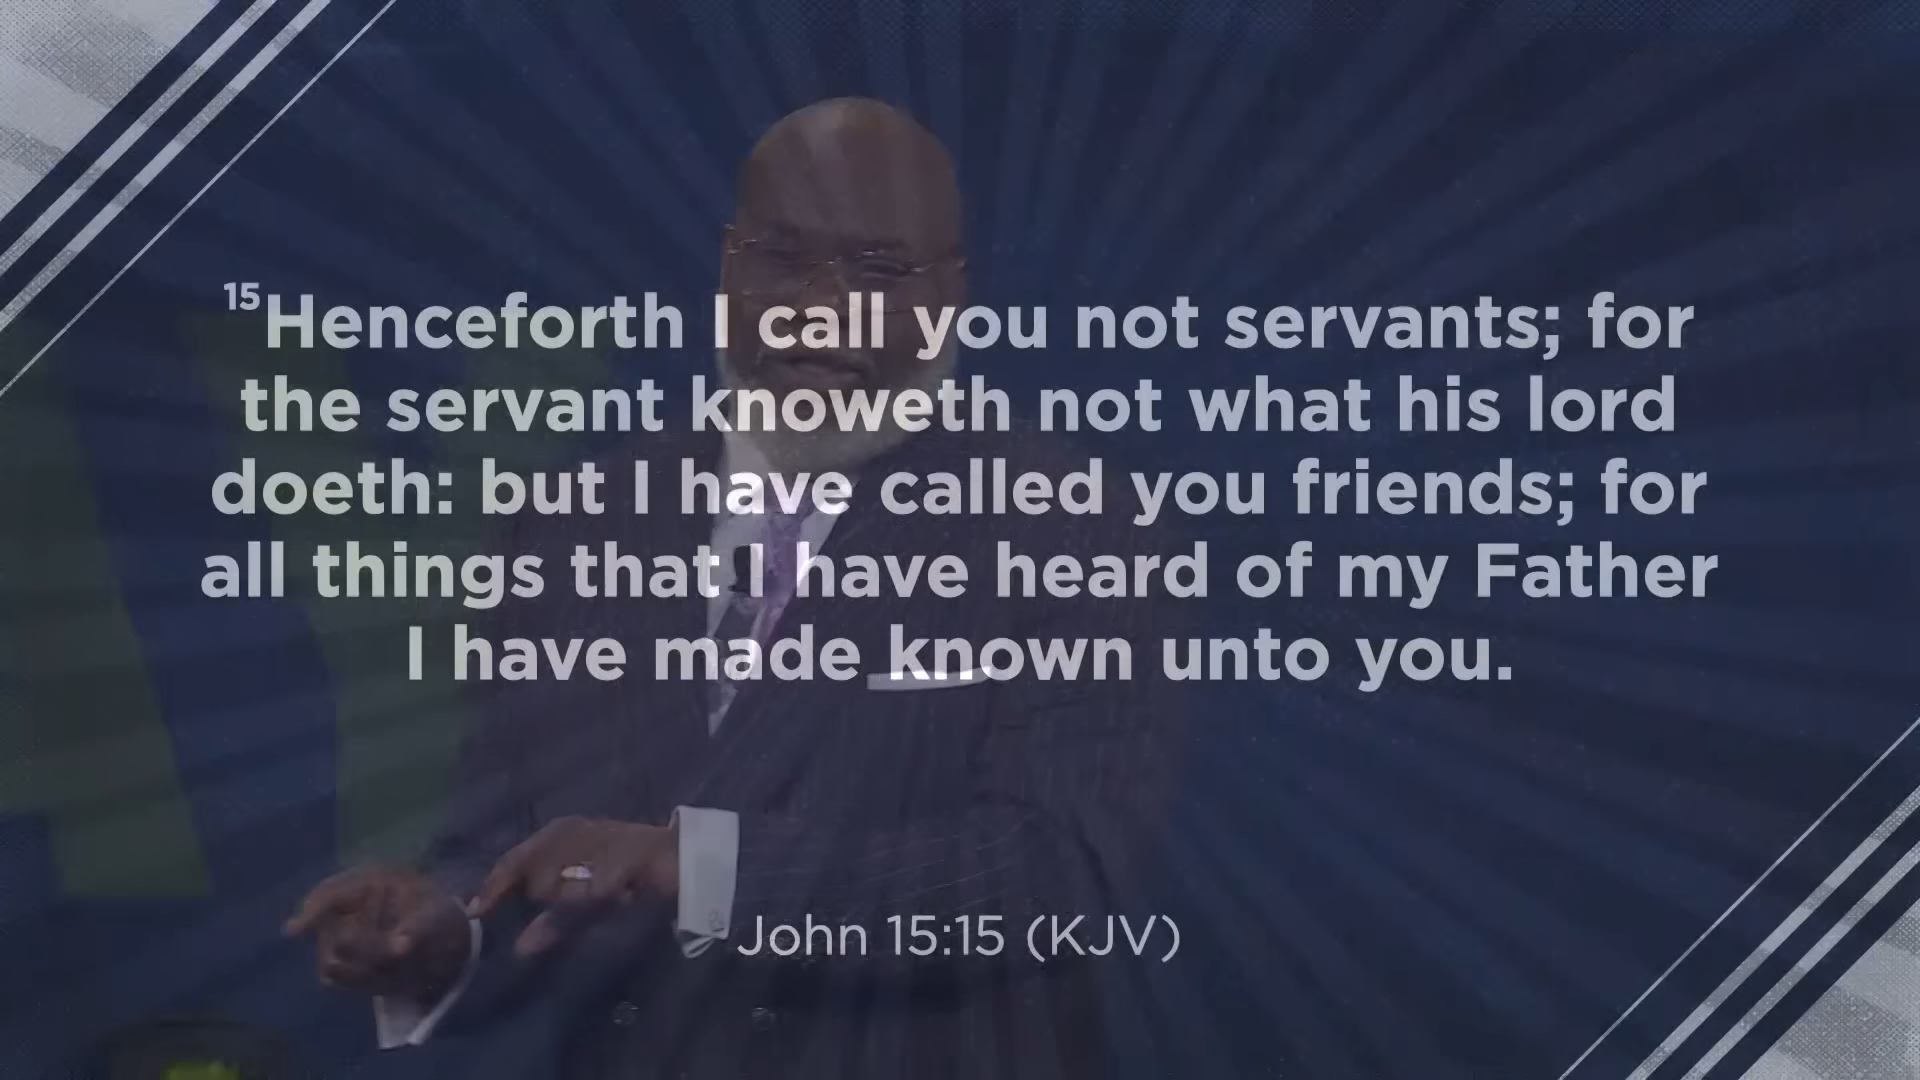 15Henceforth I call you not servants; for
the servant knoweth not what his lord
doeth: but I have called you friends; for
all things that I have heard of my Father
I have made known unto you.
John 15:15 (KJV)